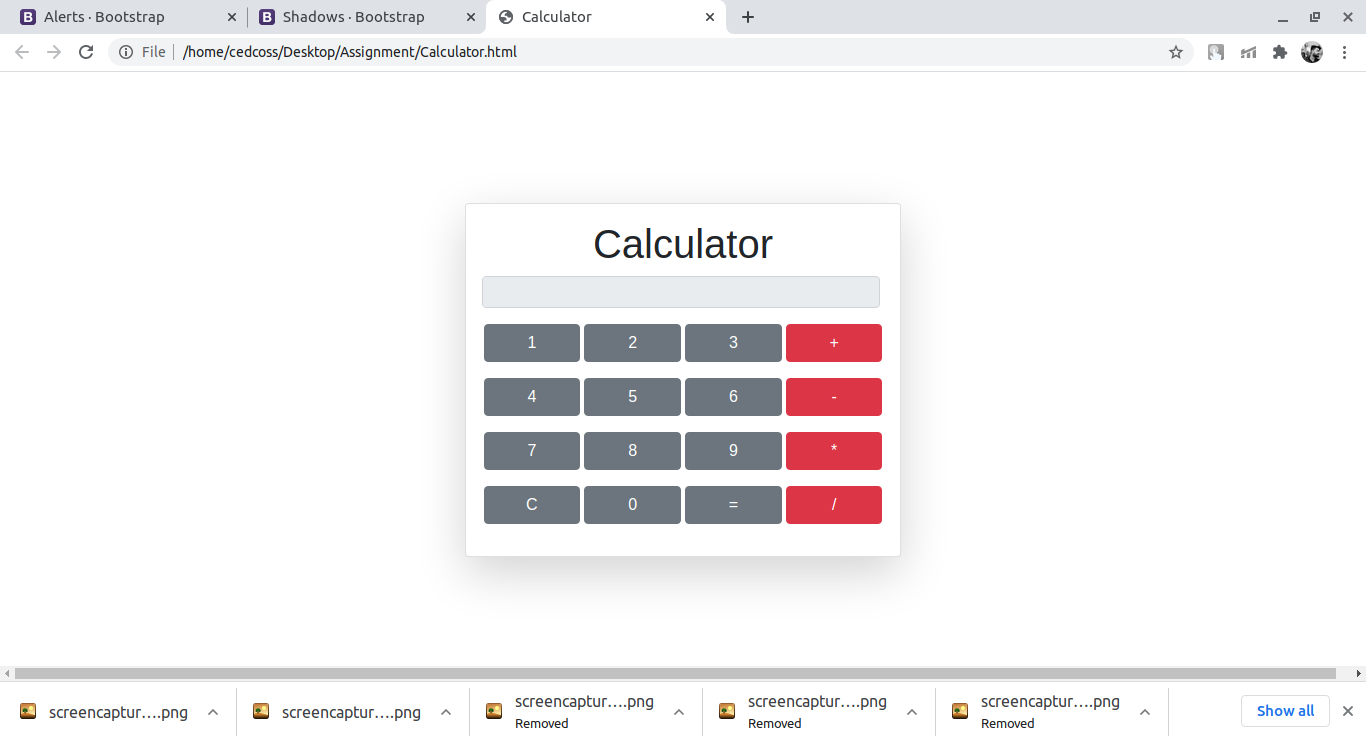 Alerts · Bootstrap
Shadows · Bootstrap
Calculator
File
/home/cedcoss/Desktop/Assignment/Calculator.html
Calculator
1 2 3 +
4 5 6 -
7 8 9 *
C 0 = /
screencaptur....png
screencaptur....png
screencaptur....png
Removed
screencaptur....png
Removed
screencaptur....png
Removed
Show all